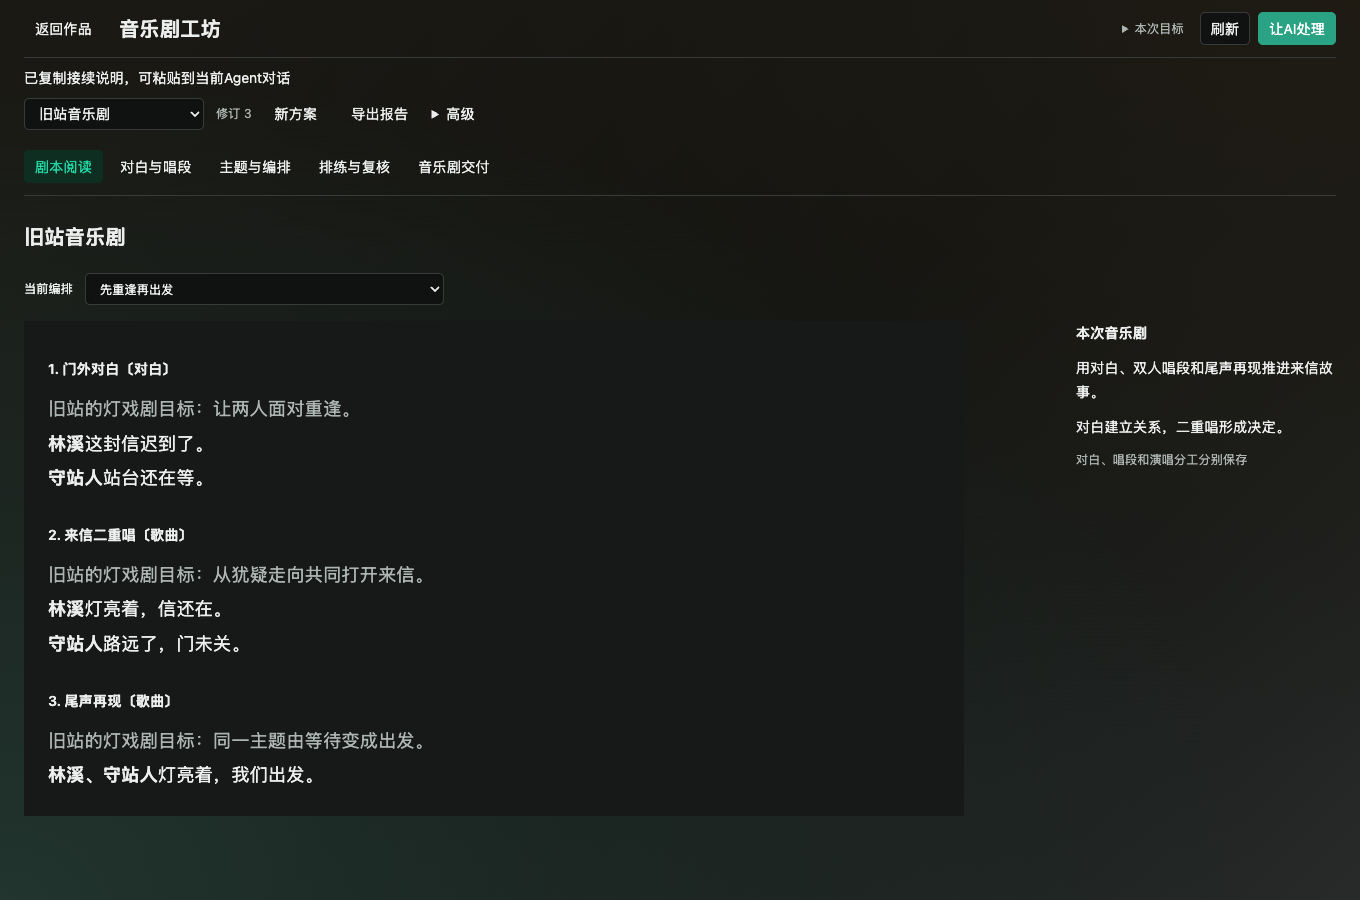 返回作品 音乐剧工坊 ▶ 本次目标 刷新 让AI处理
已复制接续说明，可粘贴到当前Agent对话
旧站音乐剧 修订 3 新方案 导出报告 ▶ 高级
剧本阅读 对白与唱段 主题与编排 排练与复核 音乐剧交付
旧站音乐剧
当前编排 先重逢再出发
1. 门外对白〔对白〕
旧站的灯戏剧目标：让两人面对重逢。
林溪这封信迟到了。
守站人站台还在等。
2. 来信二重唱〔歌曲〕
旧站的灯戏剧目标：从犹疑走向共同打开来信。
林溪灯亮着，信还在。
守站人路远了，门未关。
3. 尾声再现〔歌曲〕
旧站的灯戏剧目标：同一主题由等待变成出发。
林溪、守站人灯亮着，我们出发。
本次音乐剧
用对白、双人唱段和尾声再现推进来信故
事。
对白建立关系，二重唱形成决定。
对白、唱段和演唱分工分别保存